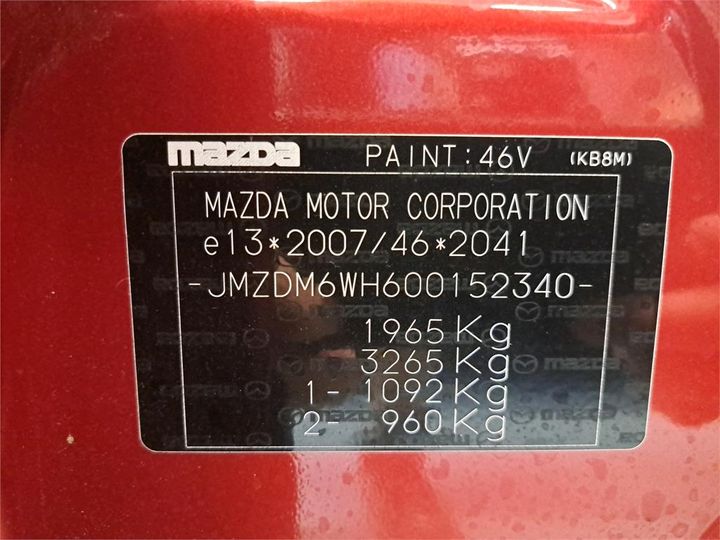 mazda PAINT:46V (KB8M)
MAZDA MOTOR CORPORATION
e13*2007/46*2041
-JMZDM6WH600152340-
1965Kg
3265Kg
1- 1092Kg
2- 960Kg